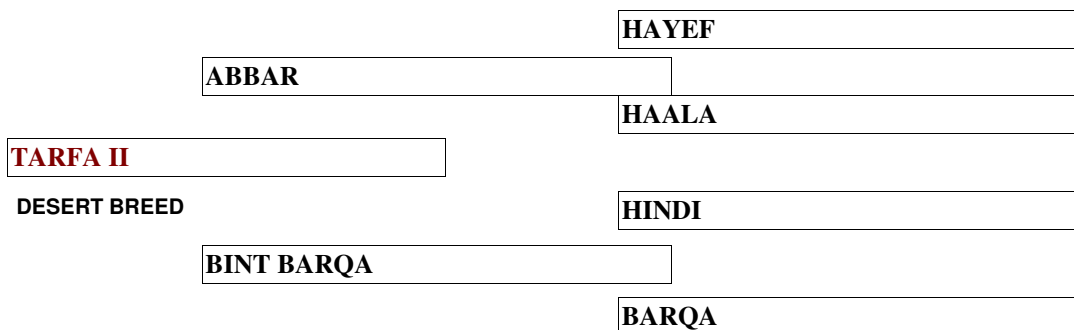 HAYEF
ABBAR
HAALA
TARFA II
DESERT BREED
HINDI
BINT BARQA
BARQA